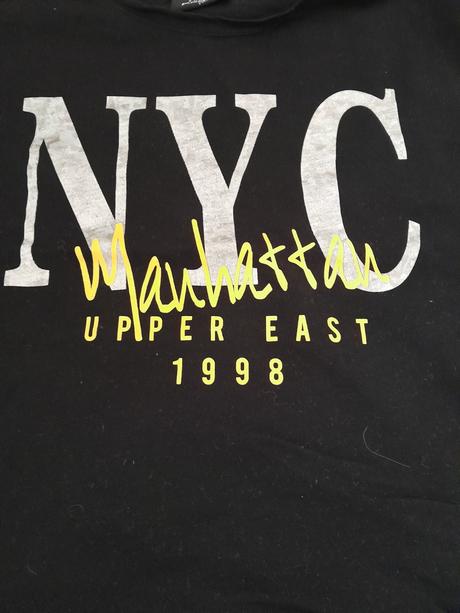 NYC
Manhattan
UPPER EAST
1998